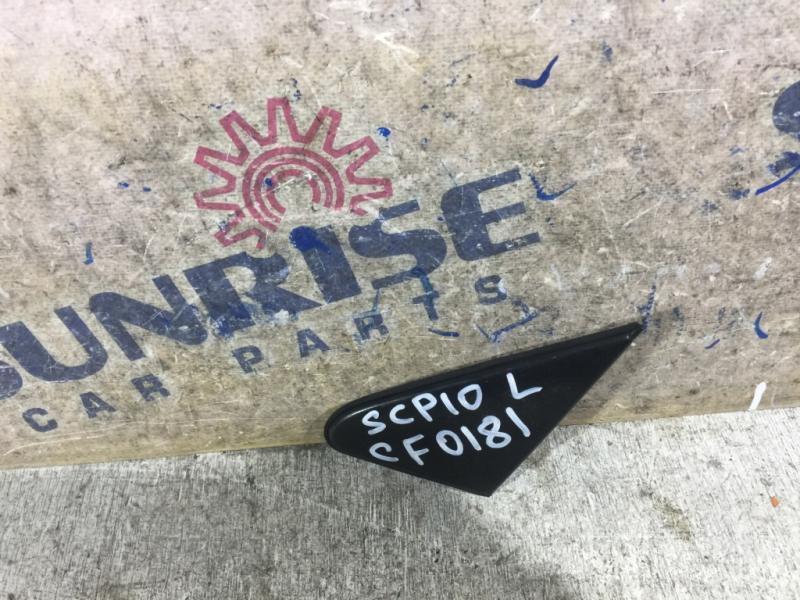 SUNRISE
CAR PARTS
SCP10 L
CF0181